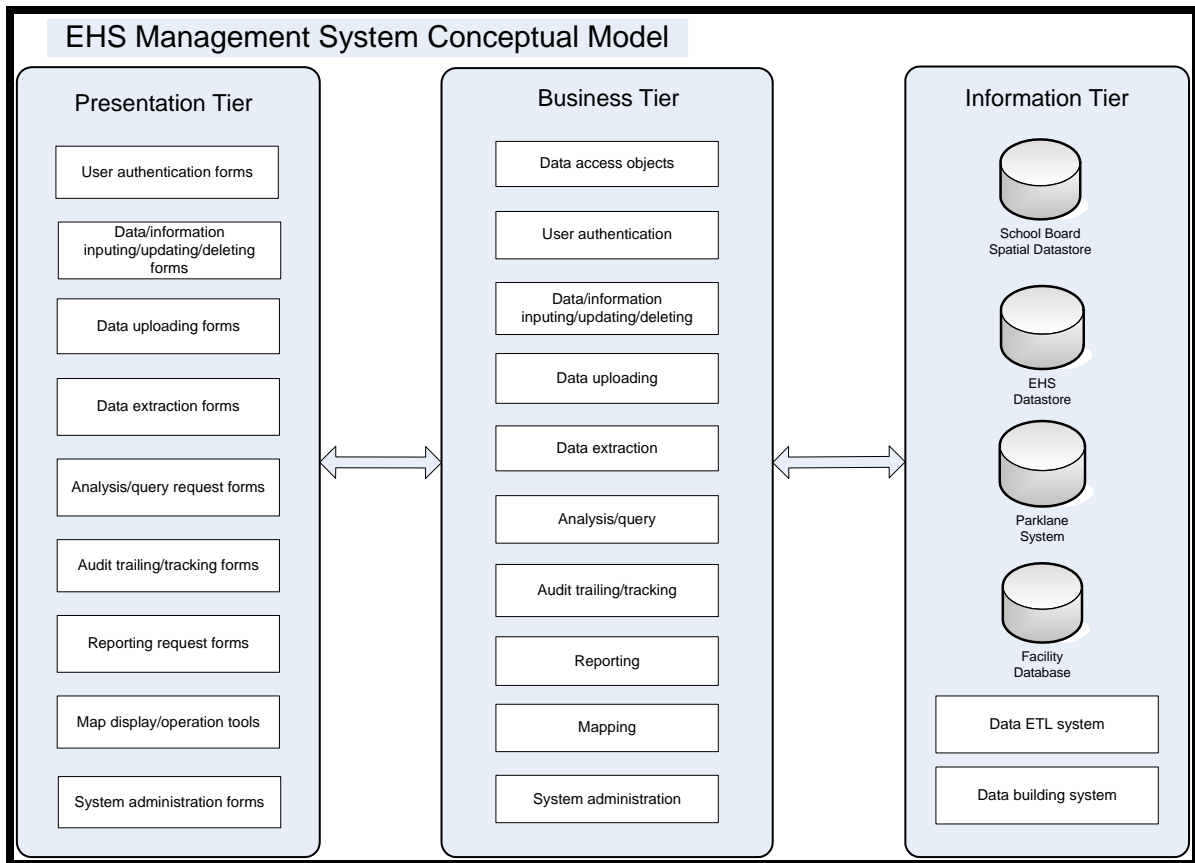 EHS Management System Conceptual Model
Presentation Tier
User authentication forms
Data/information
inputing/updating/deleting
forms
Data uploading forms
Data extraction forms
Analysis/query request forms
Audit trailing/tracking forms
Reporting request forms
Map display/operation tools
System administration forms
Business Tier
Data access objects
User authentication
Data/information
inputing/updating/deleting
Data uploading
Data extraction
Analysis/query
Audit trailing/tracking
Reporting
Mapping
System administration
Information Tier
School Board
Spatial Datastore
EHS
Datastore
Parklane
System
Facility
Database
Data ETL system
Data building system